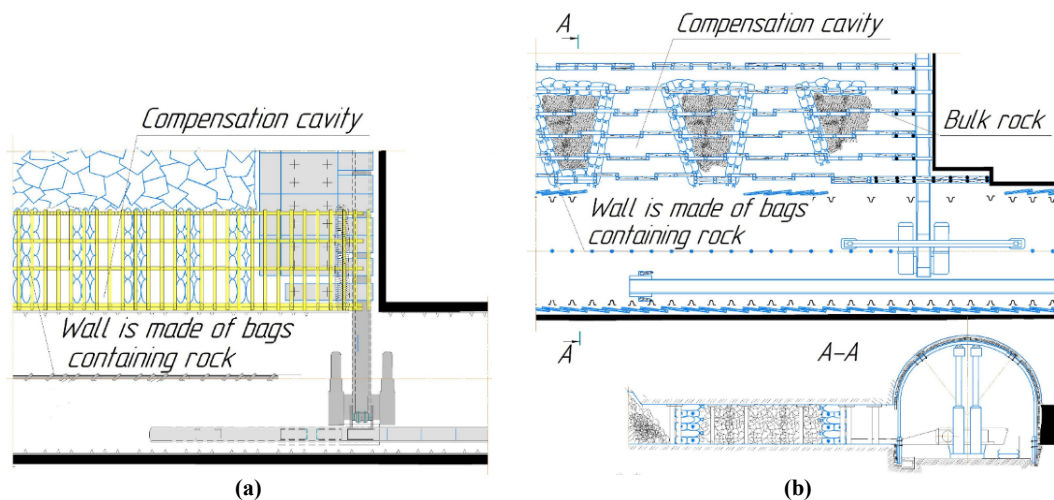 Compensation cavity
Wall is made of bags
containing rock
(a)
A
Compensation cavity
Bulk rock
Wall is made of bags
containing rock
A
A-A
(b)